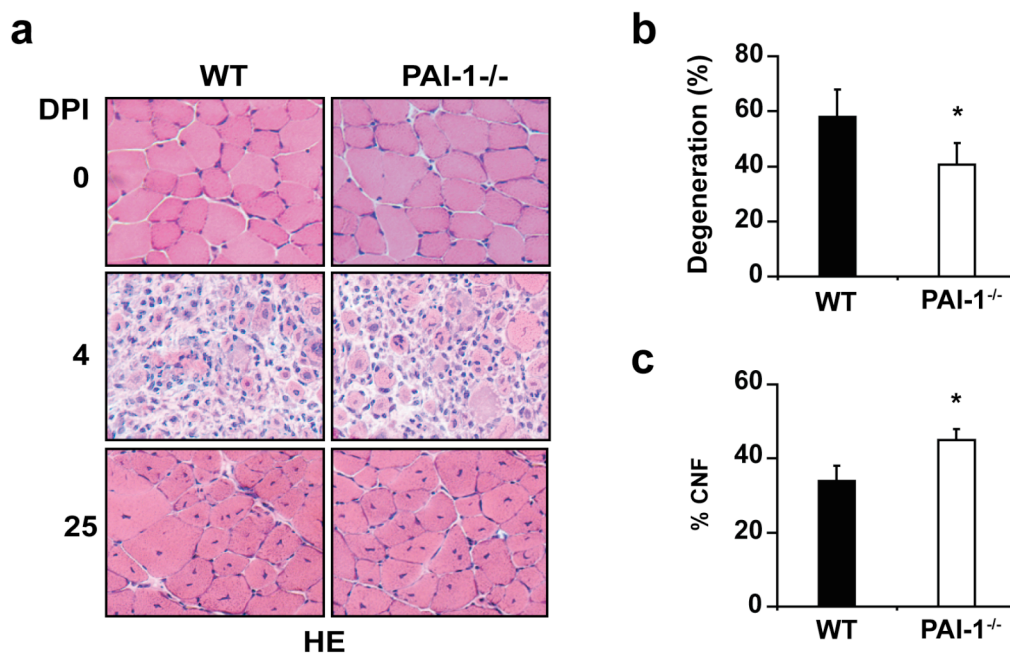 a
WT PAI-1-/-
DPI
0
4
25
HE
b
Degeneration (%)
80
60
40
20
0
*
WT PAI-1-/-
c
% CNF
60
40
20
0
*
WT PAI-1-/-